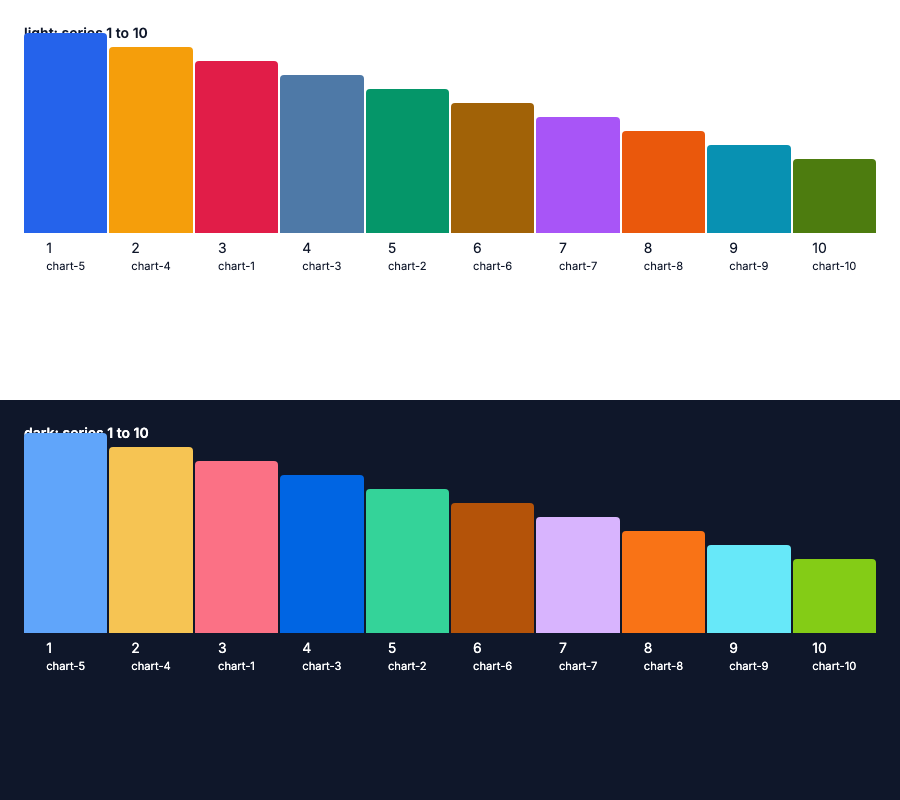 light: series 1 to 10
1 2 3 4 5 6 7 8 9 10
chart-5 chart-4 chart-1 chart-3 chart-2 chart-6 chart-7 chart-8 chart-9 chart-10
dark: series 1 to 10
1 2 3 4 5 6 7 8 9 10
chart-5 chart-4 chart-1 chart-3 chart-2 chart-6 chart-7 chart-8 chart-9 chart-10